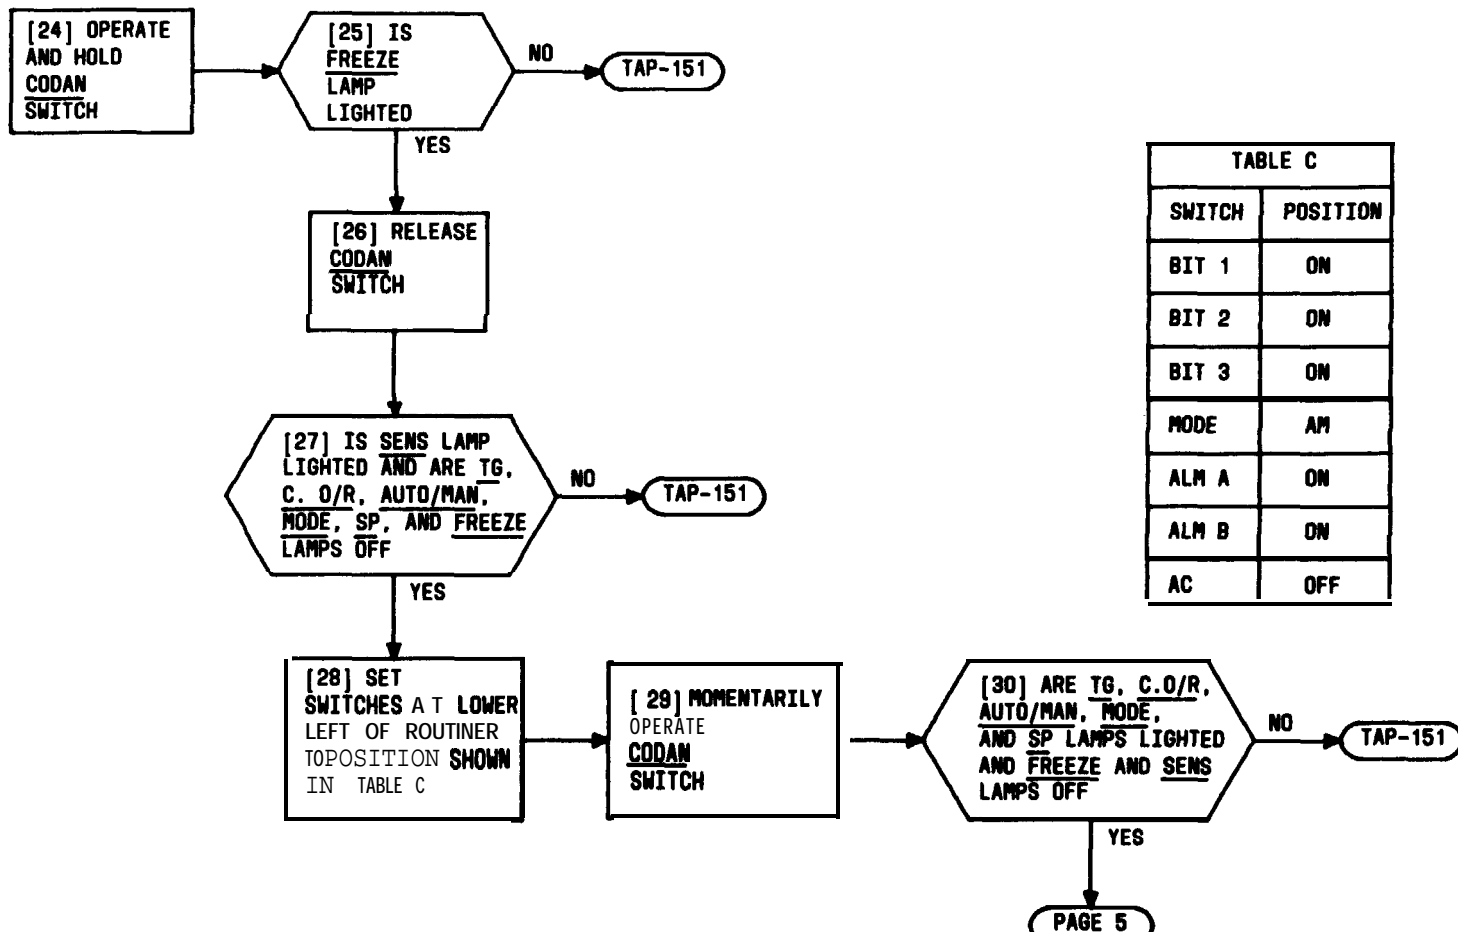 [24] OPERATE
AND HOLD
CODAN
SWITCH
[25] IS
FREEZE
LAMP
LIGHTED
NO
TAP-151
YES
[26] RELEASE
CODAN
SWITCH
[27] IS SENS LAMP
LIGHTED AND ARE TG,
C. O/R, AUTO/MAN,
MODE, SP, AND FREEZE
LAMPS OFF
NO
TAP-151
YES
[28] SET
SWITCHES AT LOWER
LEFT OF ROUTINER
TOPOSITION SHOWN
IN TABLE C
[ 29] MOMENTARILY
OPERATE
CODAN
SWITCH
[30] ARE TG, C.O/R,
AUTO/MAN, MODE,
AND SP LAMPS LIGHTED
AND FREEZE AND SENS
LAMPS OFF
NO
TAP-151
YES
PAGE 5
TABLE C
SWITCH POSITION
BIT 1 ON
BIT 2 ON
BIT 3 ON
MODE AM
ALM A ON
ALM B ON
AC OFF